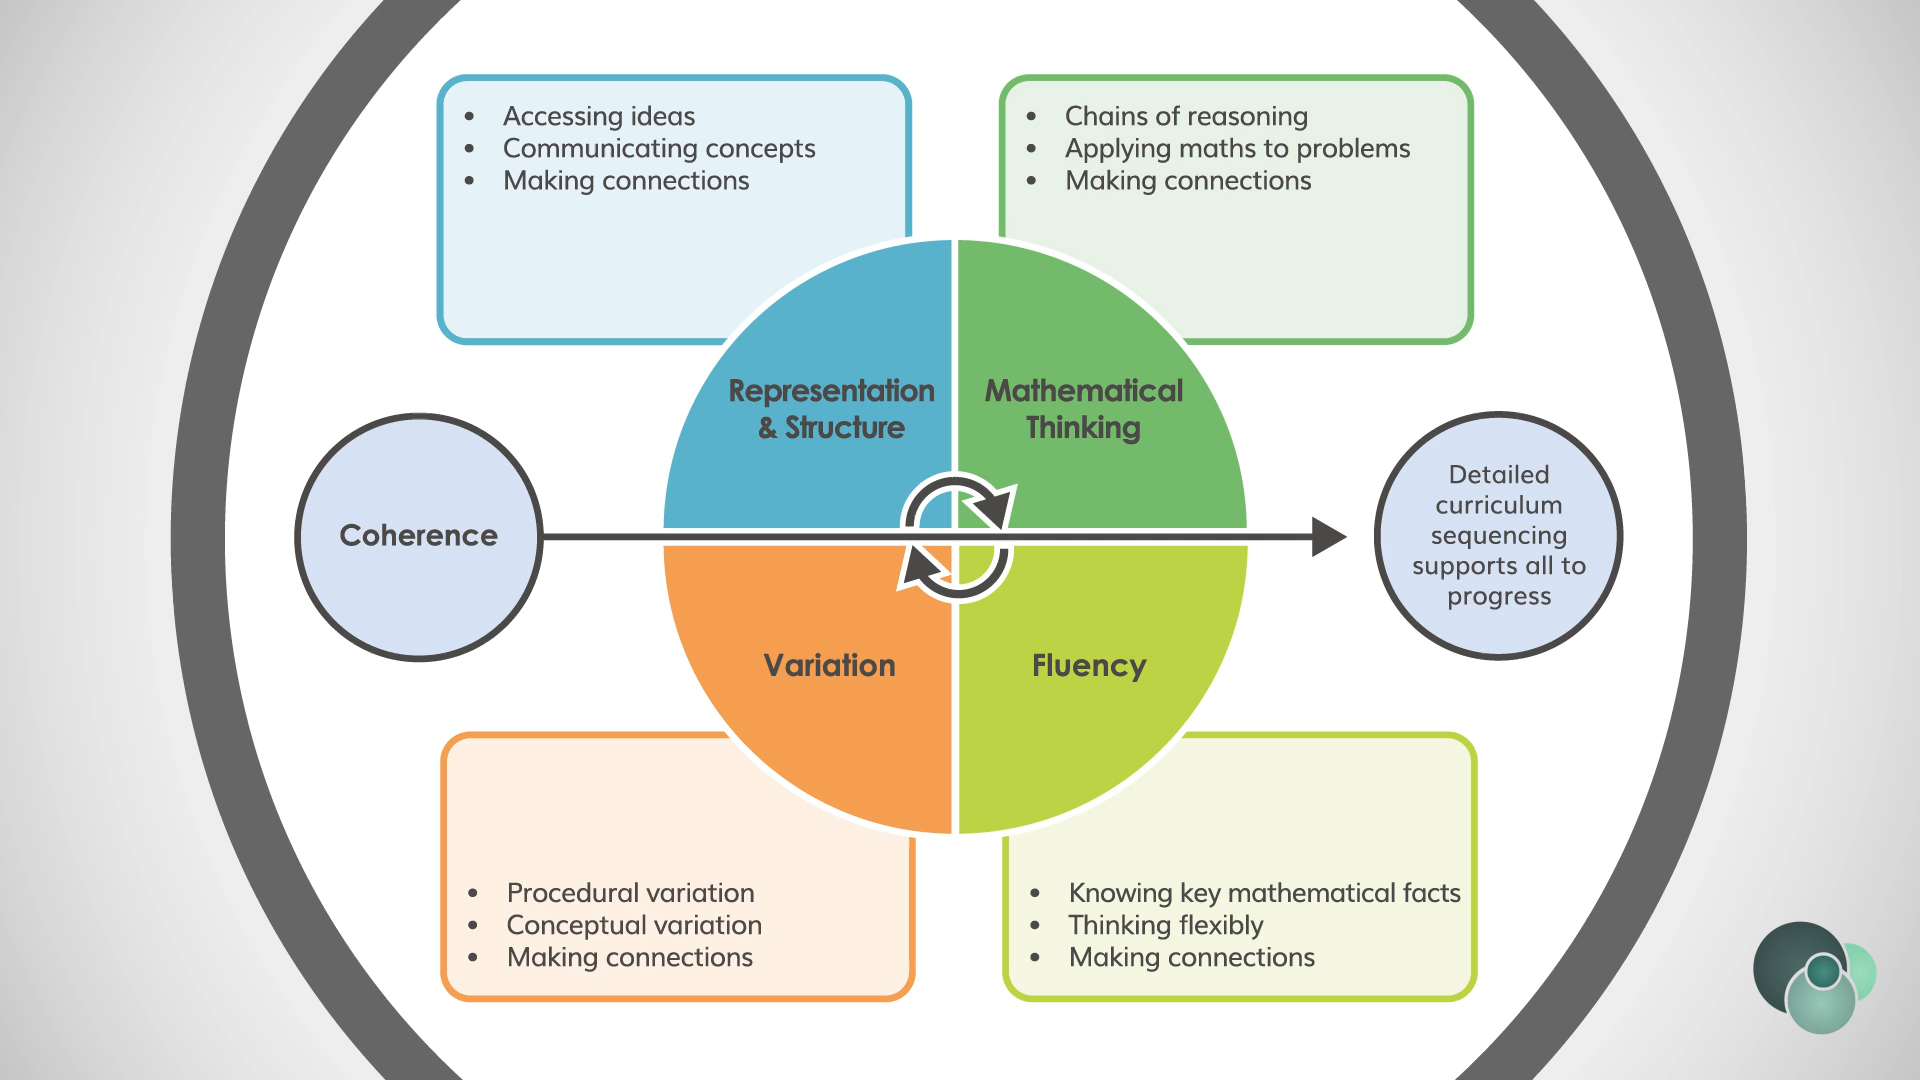 • Accessing ideas
• Communicating concepts
• Making connections
• Chains of reasoning
• Applying maths to problems
• Making connections
Representation
& Structure
Mathematical
Thinking
Coherence
Detailed
curriculum
sequencing
supports all to
progress
Variation
Fluency
• Procedural variation
• Conceptual variation
• Making connections
• Knowing key mathematical facts
• Thinking flexibly
• Making connections